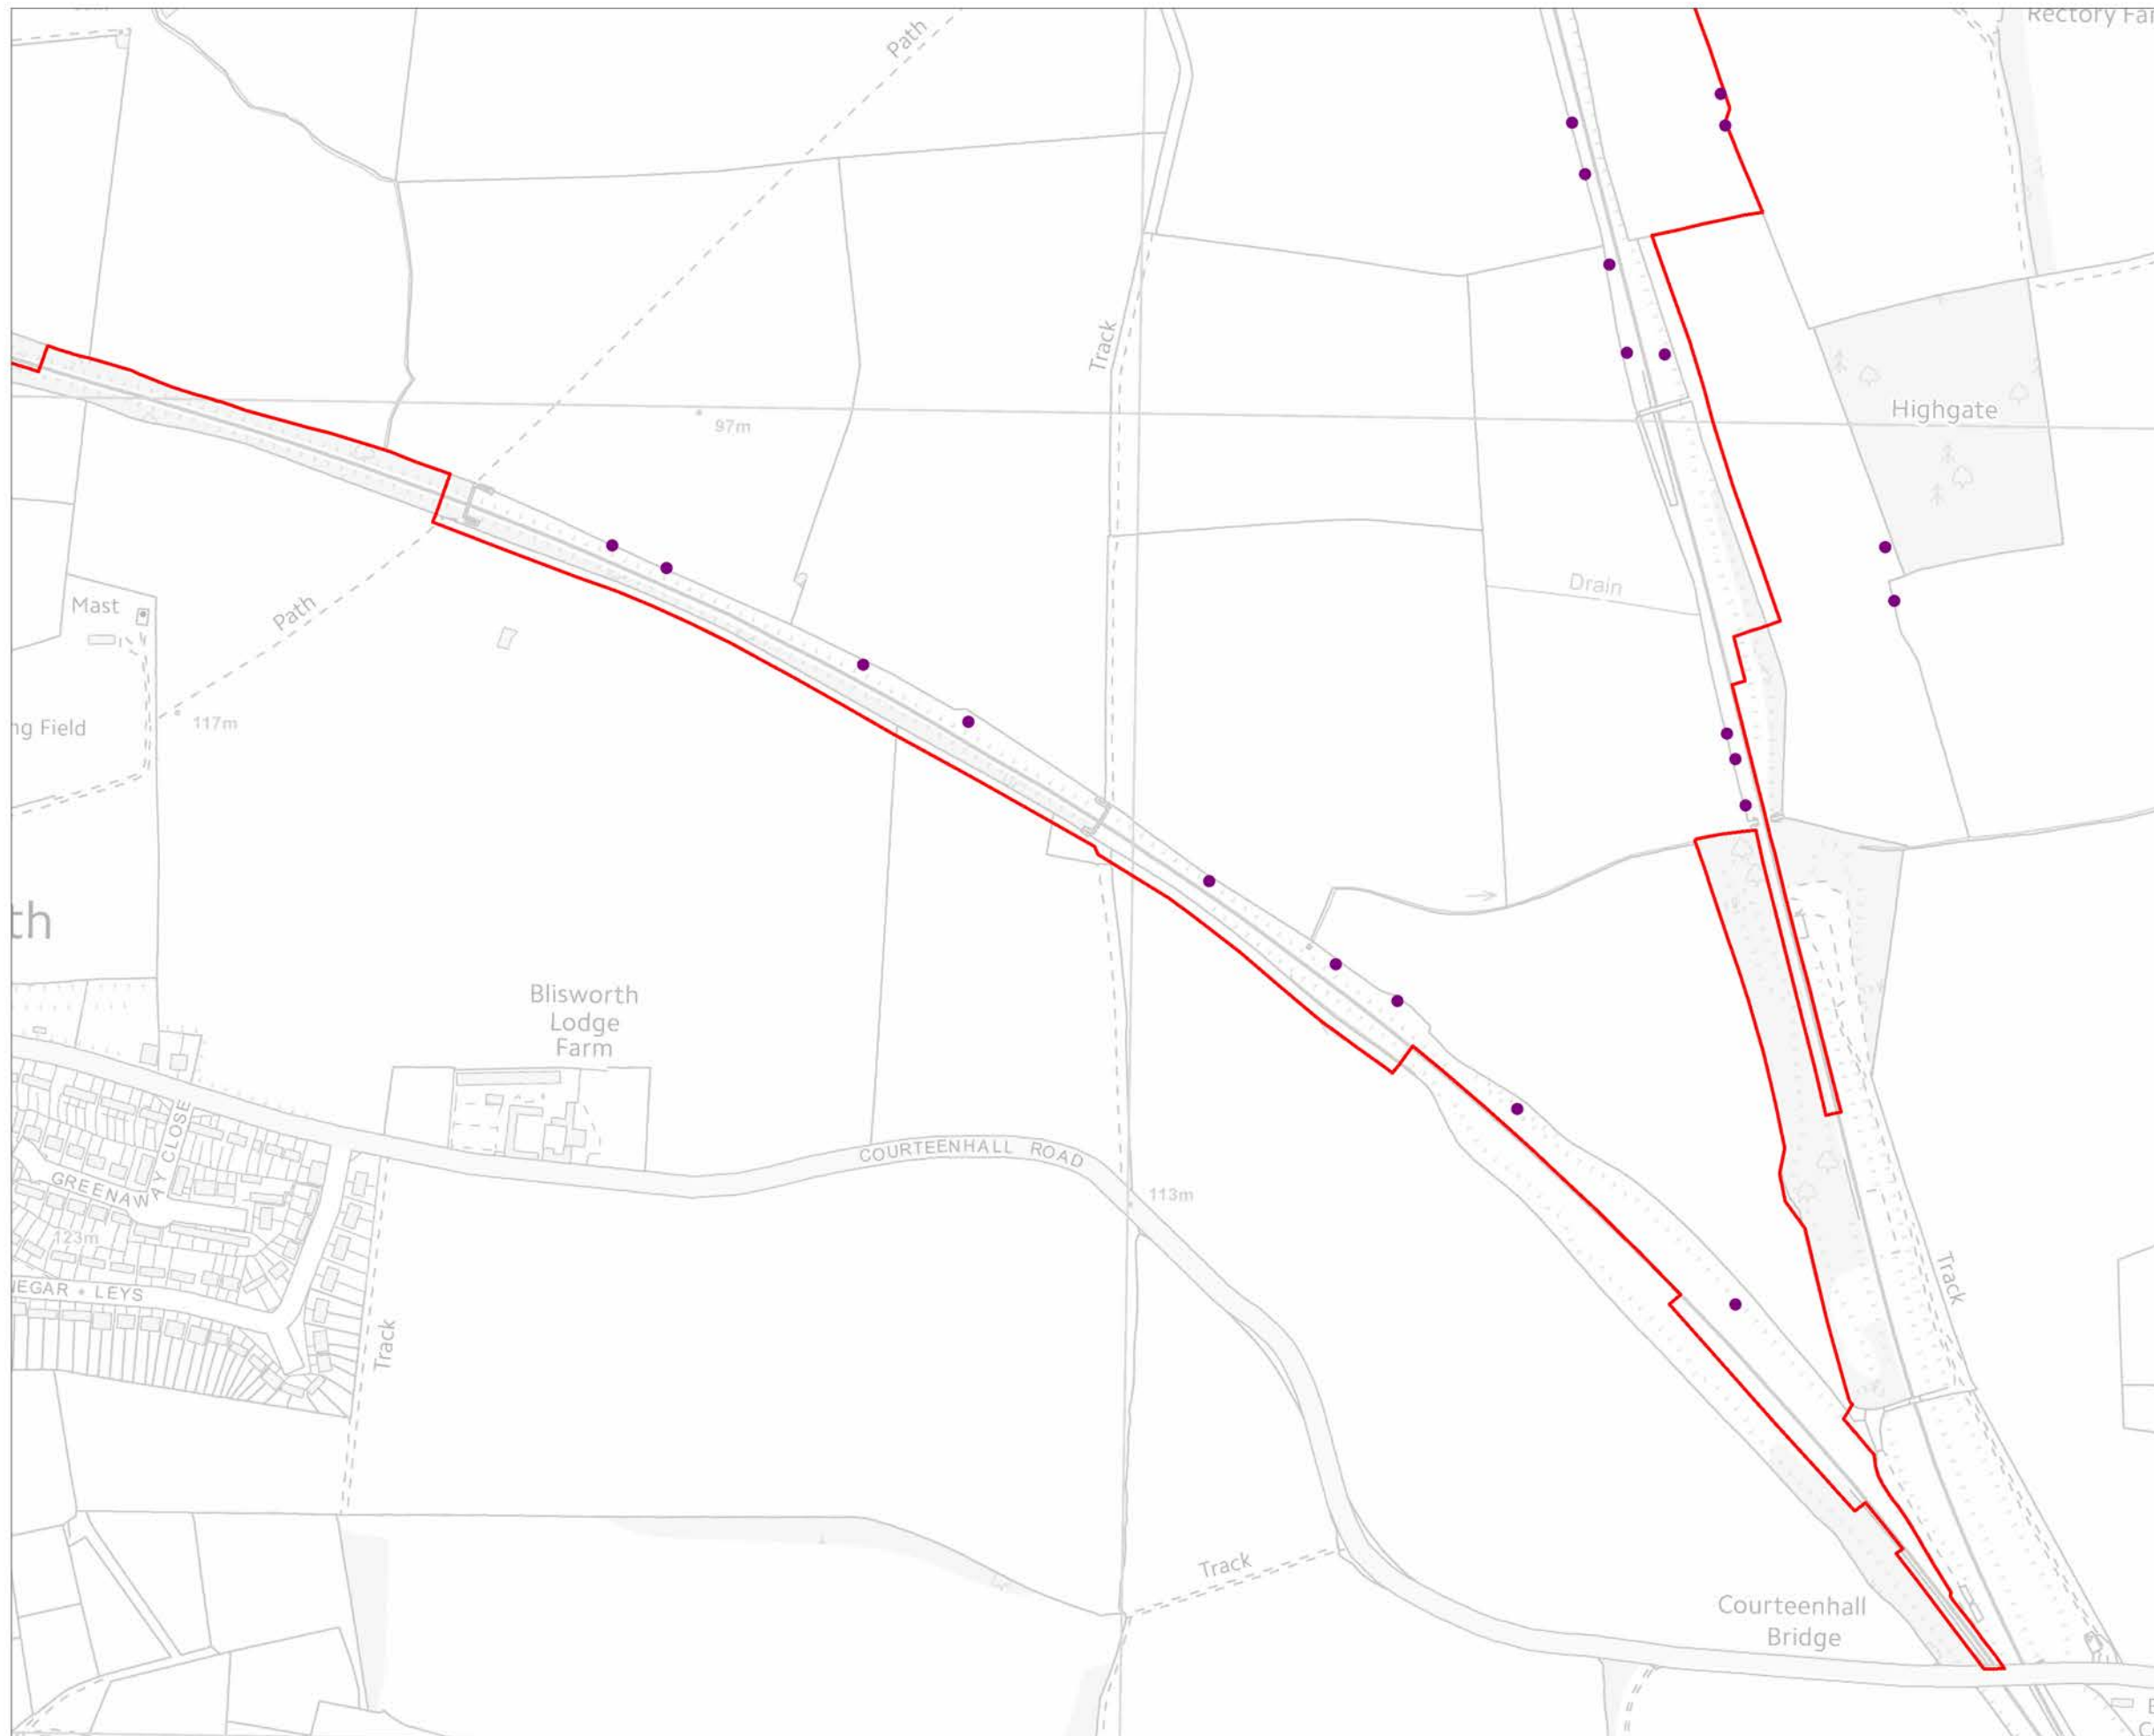 Path
Rectory Far
Track
97m
Highgate
Drain
Mast
Path
117m
ng Field
th
Blisworth
Lodge
Farm
COURTEENHALL ROAD
GREENAWAY CLOSE
113m
123m
NEGAR • LEYS
Track
Track
Track
Courteenhall
Bridge